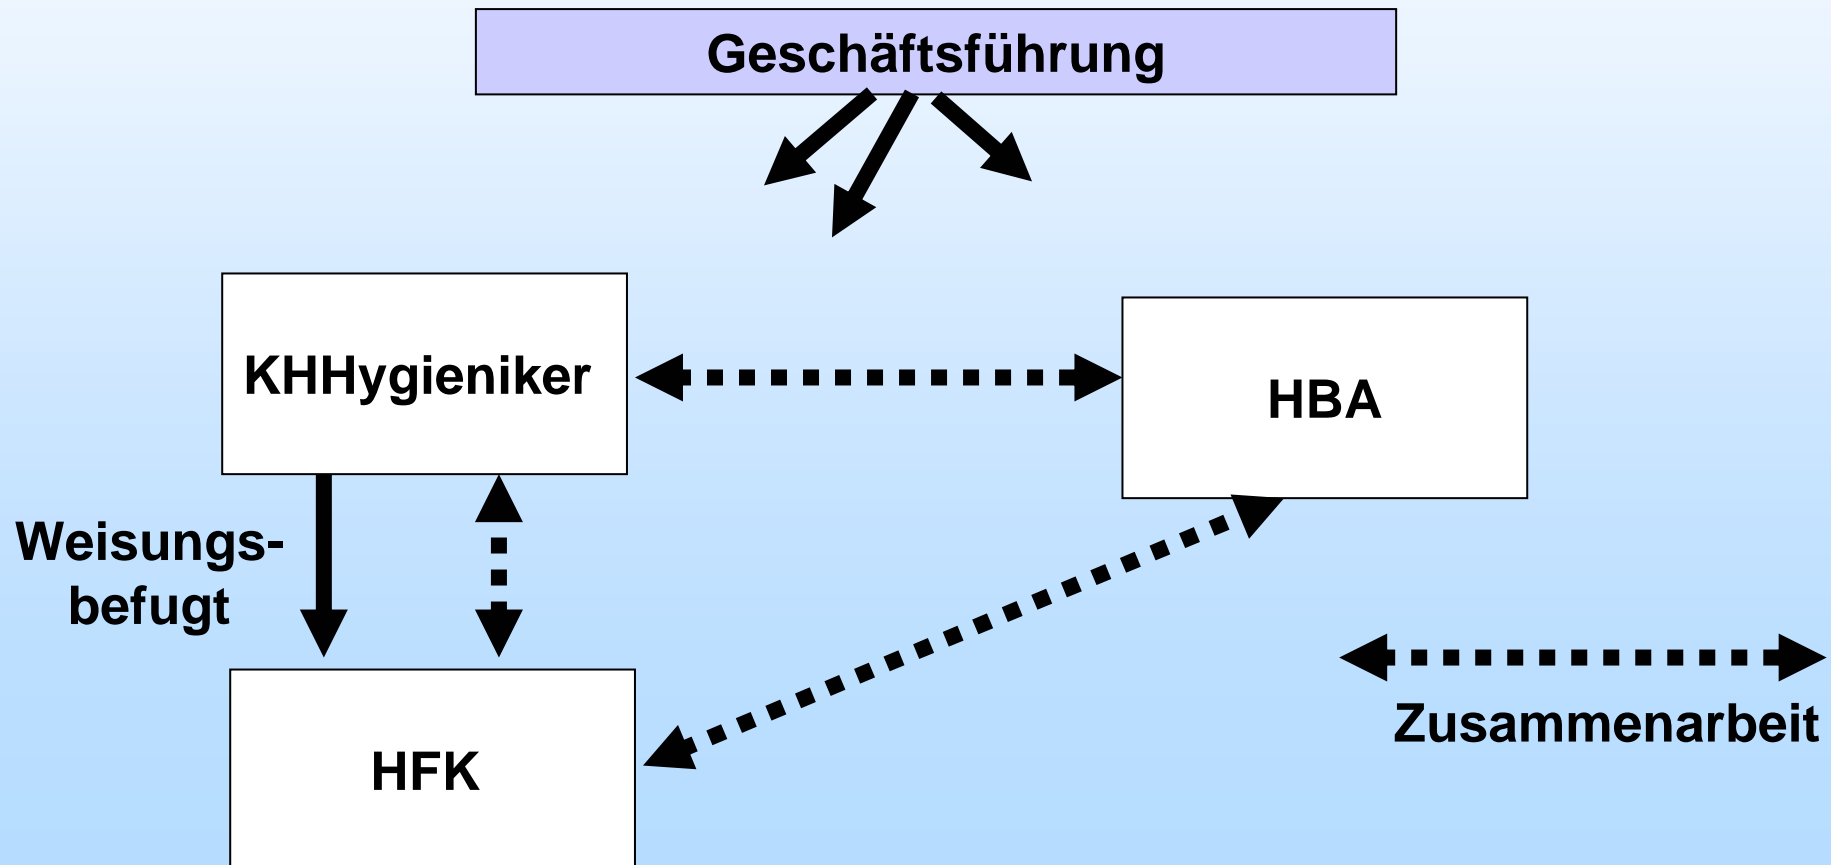 Geschäftsführung
KHHygieniker
HBA
Weisungs-
befugt
Zusammenarbeit
HFK